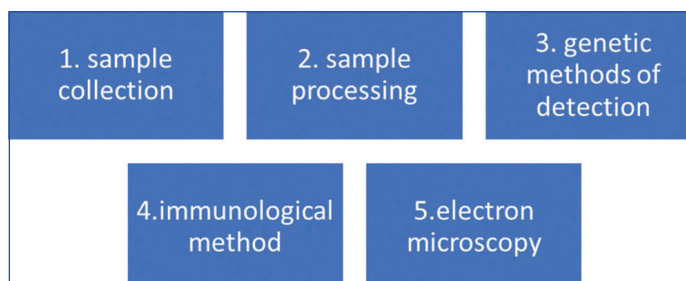 1. sample
collection
2. sample
processing
3. genetic
methods of
detection
4.immunological
method
5.electron
microscopy